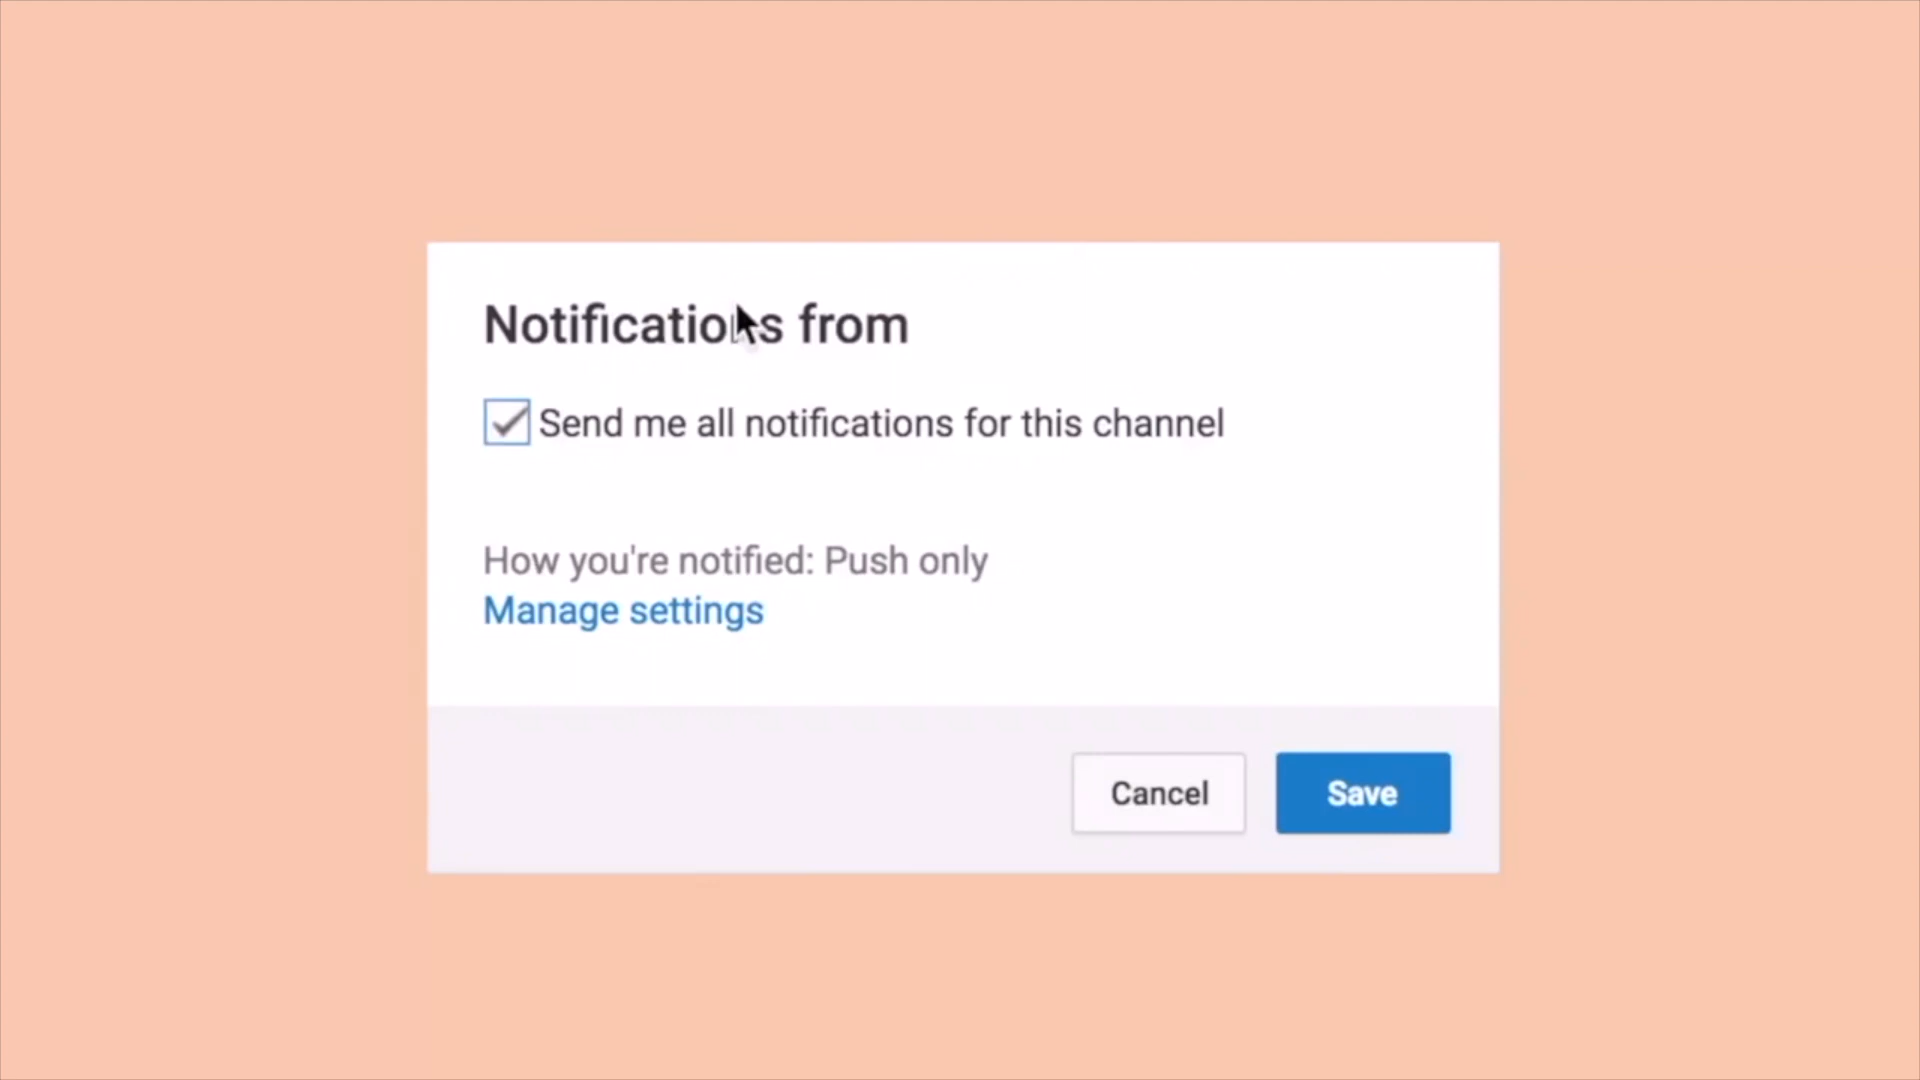 Notifications from
Send me all notifications for this channel
How you're notified: Push only
Manage settings
Cancel
Save